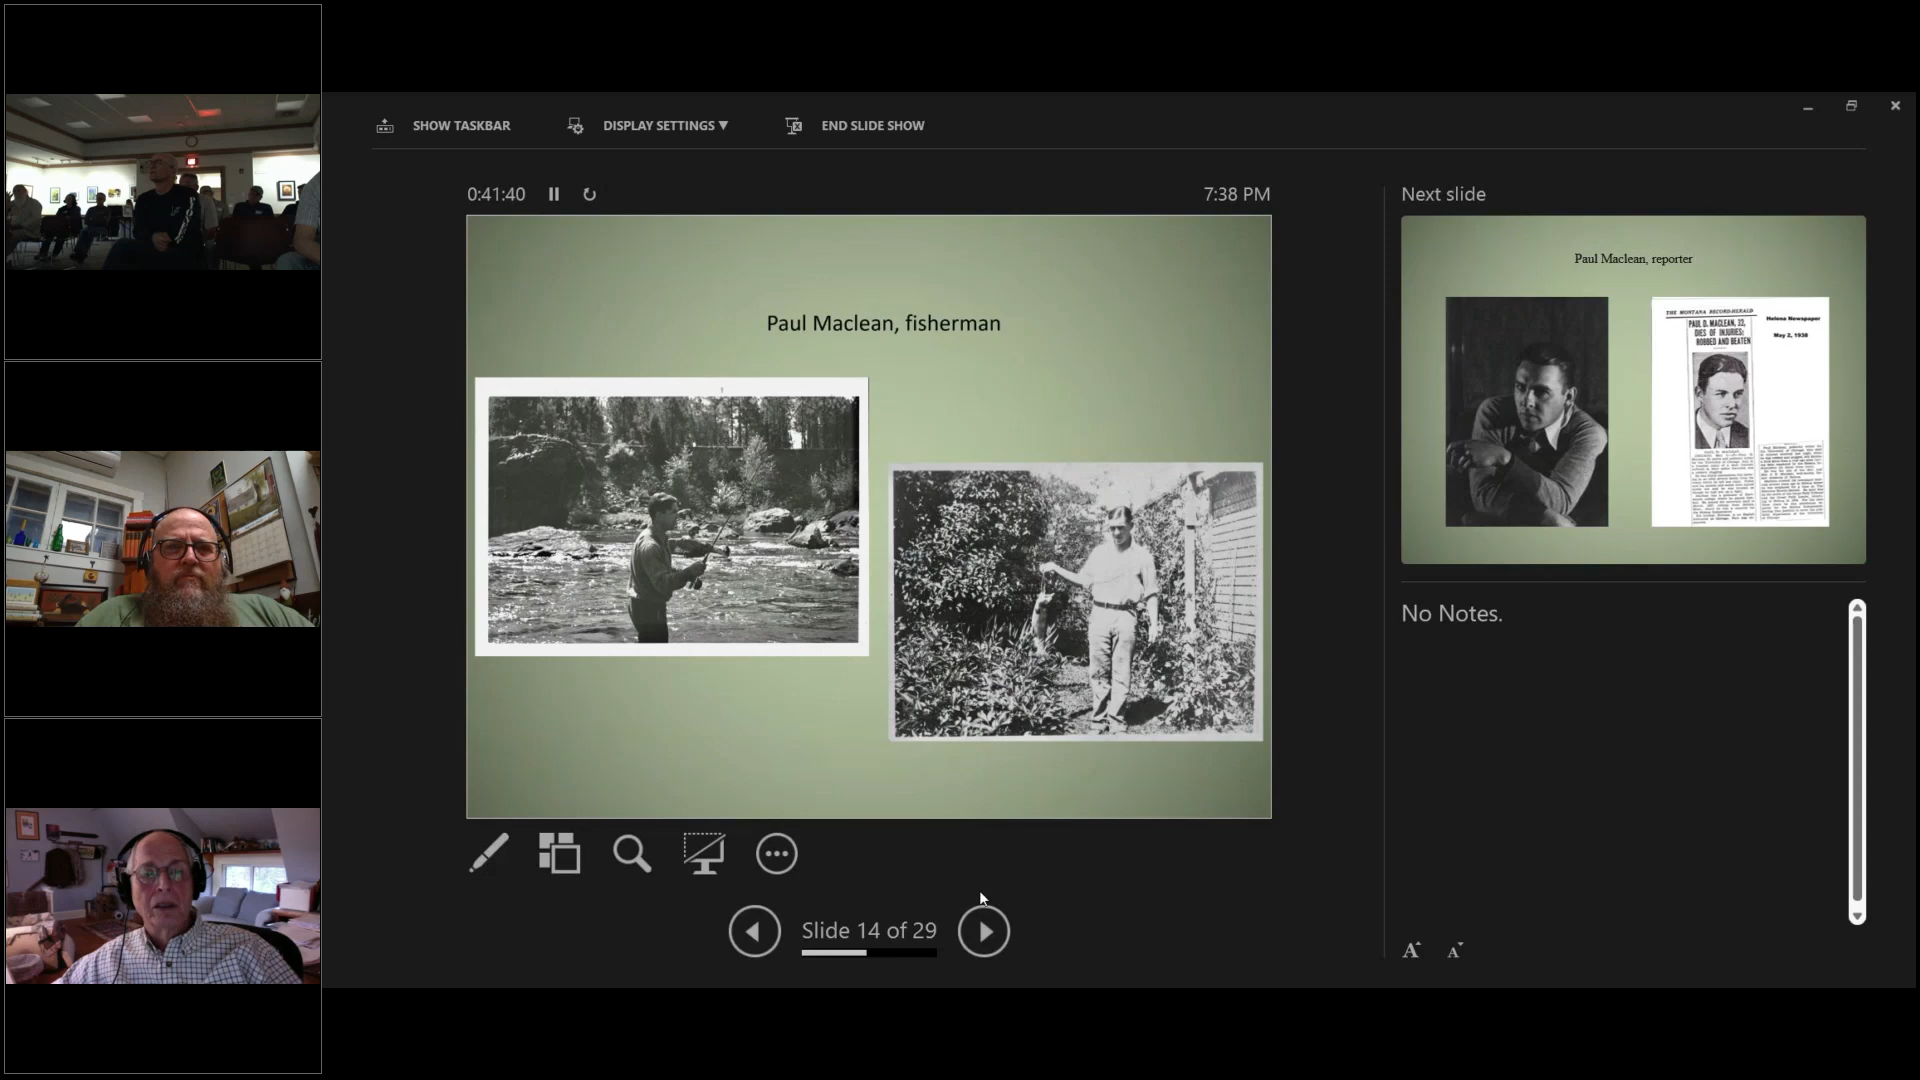 SHOW TASKBAR
DISPLAY SETTINGS ▼
END SLIDE SHOW
0:41:40
7:38 PM
Paul Maclean, fisherman
Slide 14 of 29
Next slide
Paul Maclean, reporter
THE MONTANA RECORD-HERALD
PAUL D. MACLEAN, 32,
DIES OF INJURIES;
ROBBED AND BEATEN
Helena Newspaper
May 2, 1938
No Notes.
A
A